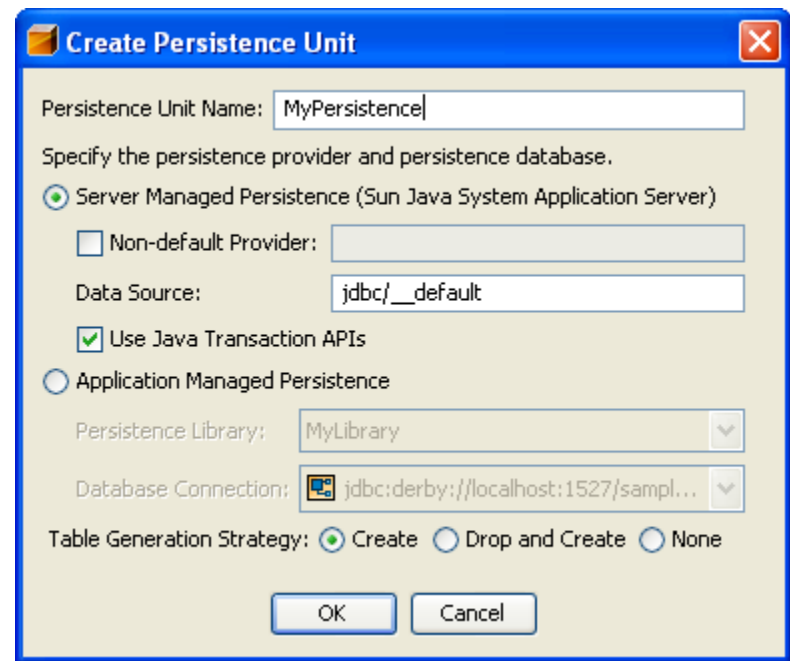 Create Persistence Unit
Persistence Unit Name: MyPersistence
Specify the persistence provider and persistence database.
Server Managed Persistence (Sun Java System Application Server)
Non-default Provider:
Data Source: jdbc/__default
Use Java Transaction APIs
Application Managed Persistence
Persistence Library: MyLibrary
Database Connection: jdbc:derby://localhost:1527/sampl...
Table Generation Strategy: Create Drop and Create None
OK Cancel